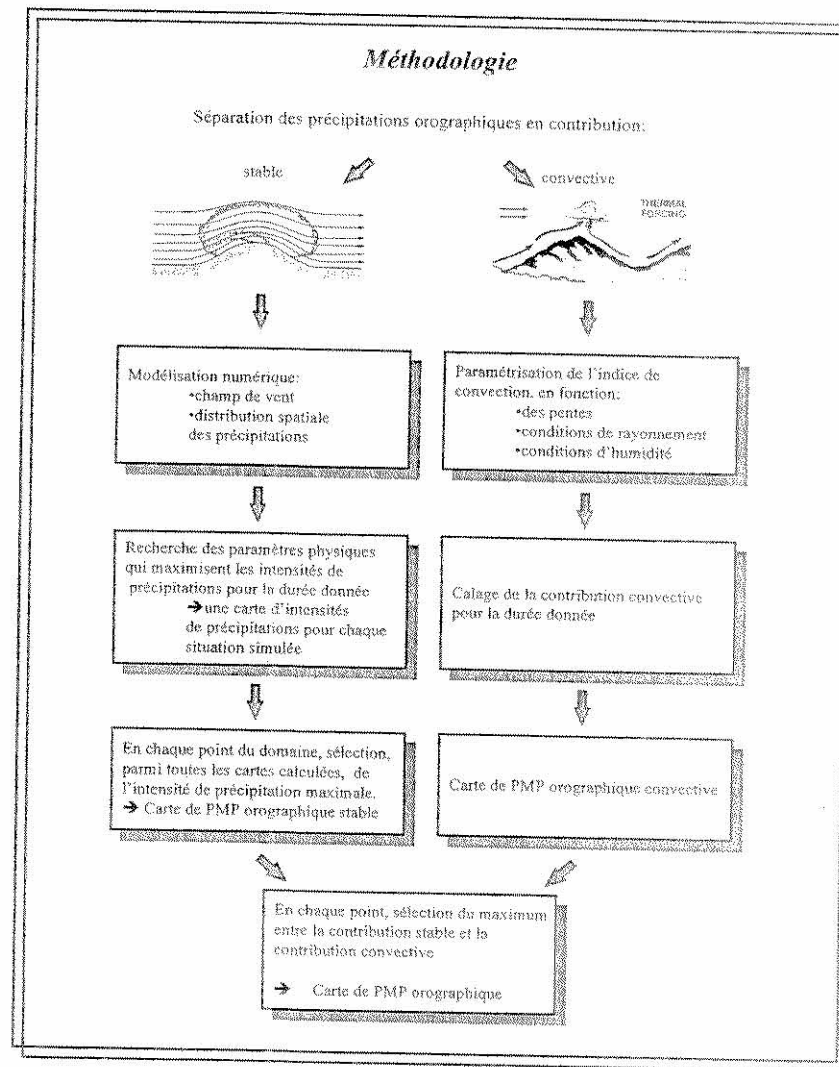 Méthodologie
Séparation des précipitations orographiques en contribution:
stable
convective
THERMAL
FORCING
Modélisation numérique:
•champ de vent
•distribution spatiale
des précipitations
Paramétrisation de l'indice de
convection, en fonction:
•des pentes
•conditions de rayonnement
•conditions d'humidité
Recherche des paramètres physiques
qui maximisent les intensités de
précipitations pour la durée donnée
➔une carte d'intensités
de précipitations pour chaque
situation simulée
Calage de la contribution convective
pour la durée donnée
En chaque point du domaine, sélection,
parmi toutes les cartes calculées, de
l'intensité de précipitation maximale.
➔ Carte de PMP orographique stable
Carte de PMP orographique convective
En chaque point, sélection du maximum
entre la contribution stable et la
contribution convective
➔ Carte de PMP orographique